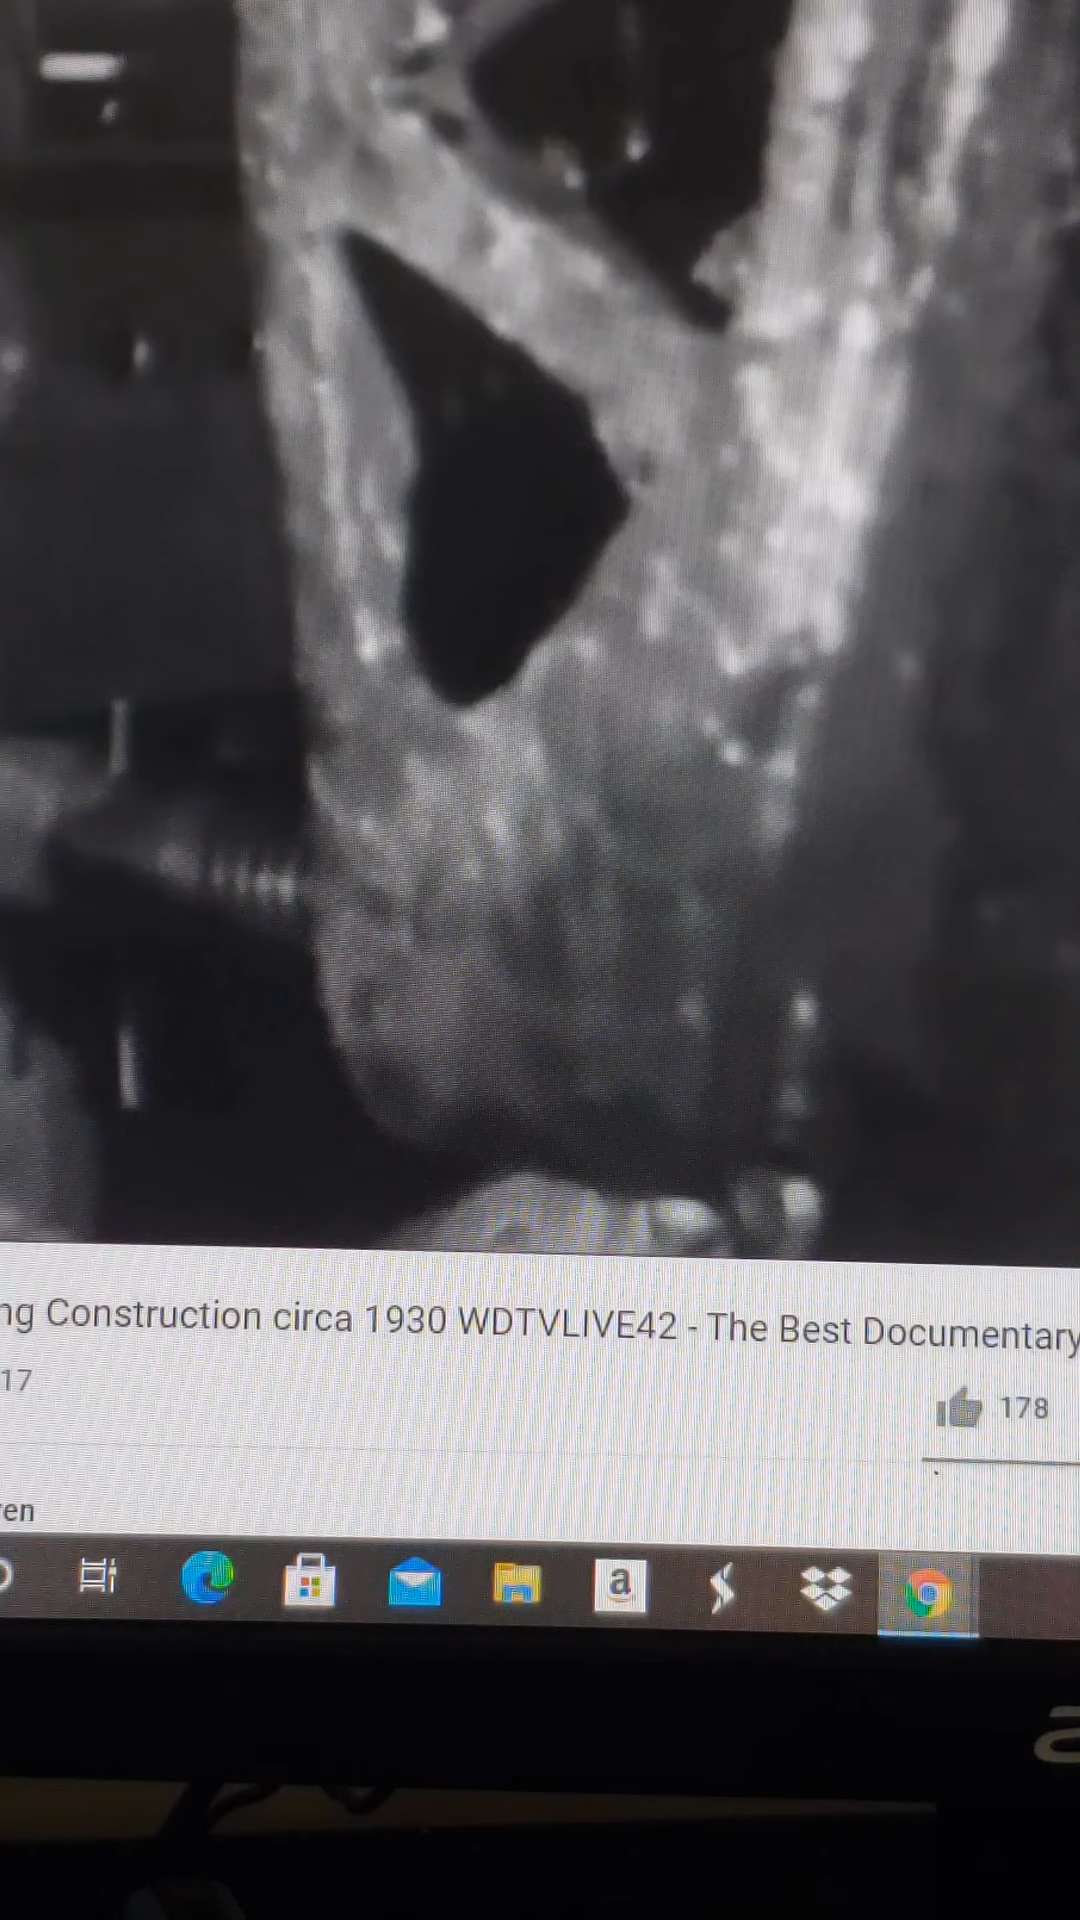 ng Construction circa 1930 WDTVLIVE42 - The Best Documentary
17
178
en
a